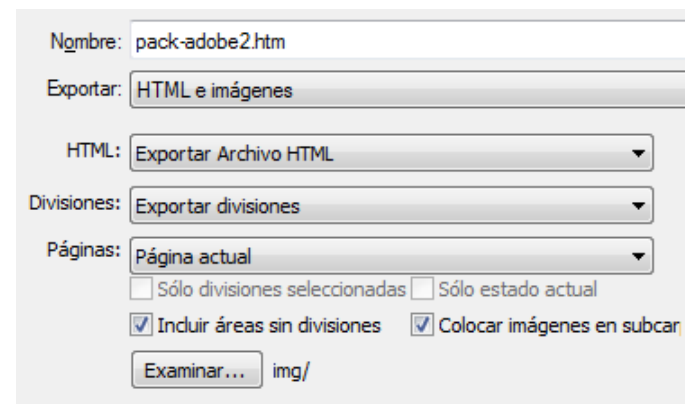 Nombre: pack-adobe2.htm
Exportar: HTML e imágenes
HTML: Exportar Archivo HTML
Divisiones: Exportar divisiones
Páginas: Página actual
Sólo divisiones seleccionadas Sólo estado actual
Incluir áreas sin divisiones Colocar imágenes en subcar
Examinar... img/